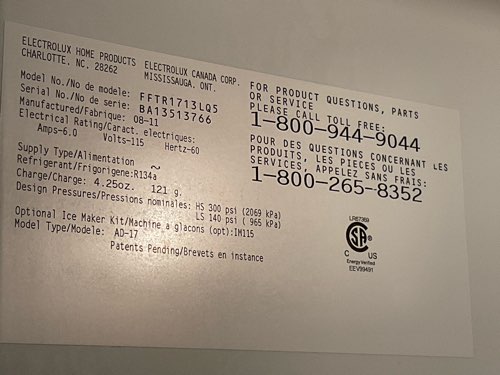 ELECTROLUX HOME PRODUCTS
CHARLOTTE, NC, 28262
ELECTROLUX CANADA CORP.
MISSISSAUGA, ONT.
Model No./No de modele: FFTR1713LQ5
Serial No./No de serie: BA13513766
Manufactured/Fabrique: 08-11
Electrical Rating/Caract. electriques:
Amps-6.0 Volts-115 Hertz-60
Supply Type/Alimentation ~
Refrigerant/Frigorigene: R134a
Charge/Charge: 4.25oz. 121 g.
Design Pressures/Pressions nominales: HS 300 psi (2069 kPa)
LS 140 psi ( 965 kPa)
Optional Ice Maker Kit/Machine a glacons (opt):IM115
Model Type/Modele: AD-17
Patents Pending/Brevets en instance
FOR PRODUCT QUESTIONS, PARTS
OR SERVICE
PLEASE CALL TOLL FREE:
1-800-944-9044
POUR DES QUESTIONS CONCERNANT LES
PRODUITS, LES PIECES OU LES
SERVICES, APPELEZ SANS FRAIS:
1-800-265-8352
LR67359
C US
Energy Verified
EEV99491